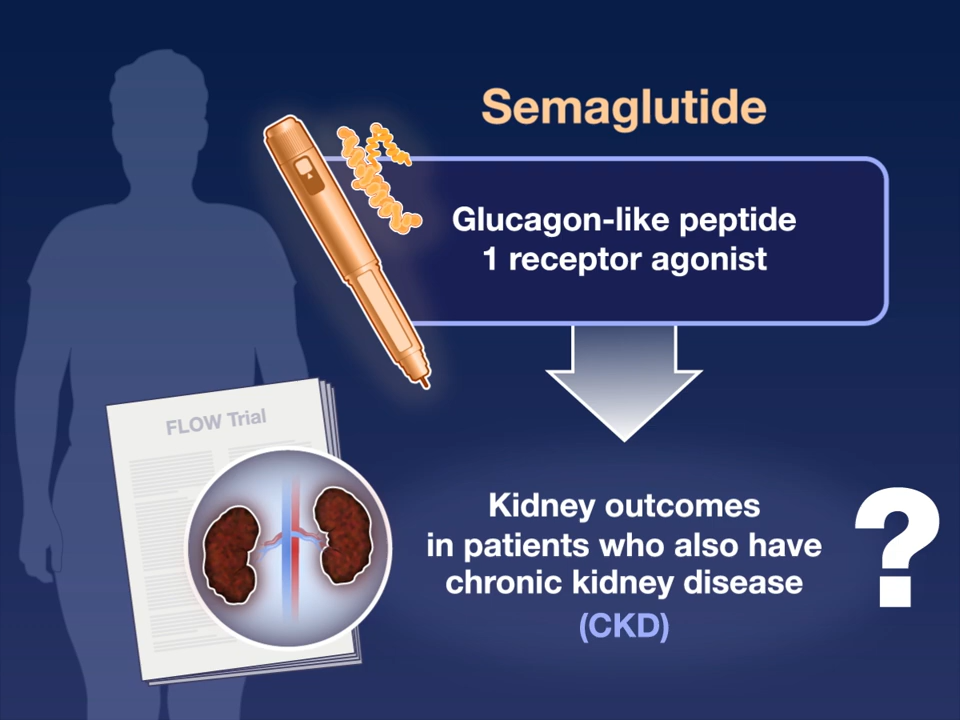 Semaglutide
Glucagon-like peptide
1 receptor agonist
FLOW Trial
Kidney outcomes
in patients who also have
chronic kidney disease
(CKD)
?